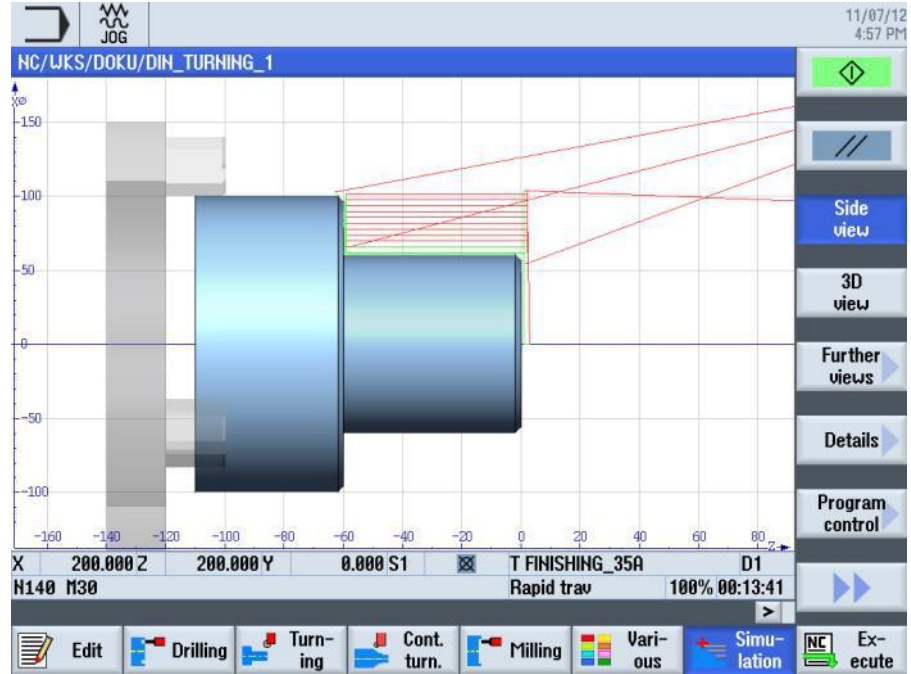 JOG
11/07/12
4:57 PM
NC/WKS/DOKU/DIN_TURNING_1
XØ
150
100
50
0
-50
-100
-160 -140 -120 -100 -80 -60 -40 -20 0 20 40 60 80
Z
Side
view
3D
view
Further
views
Details
Program
control
X 200.000 Z 200.000 Y 0.000 S1 T FINISHING_35A D1
N140 M30 Rapid trav 100% 00:13:41
>
Edit
Drilling
Turn-
ing
Cont.
turn.
Milling
Vari-
ous
Simu-
lation
NC
Ex-
ecute